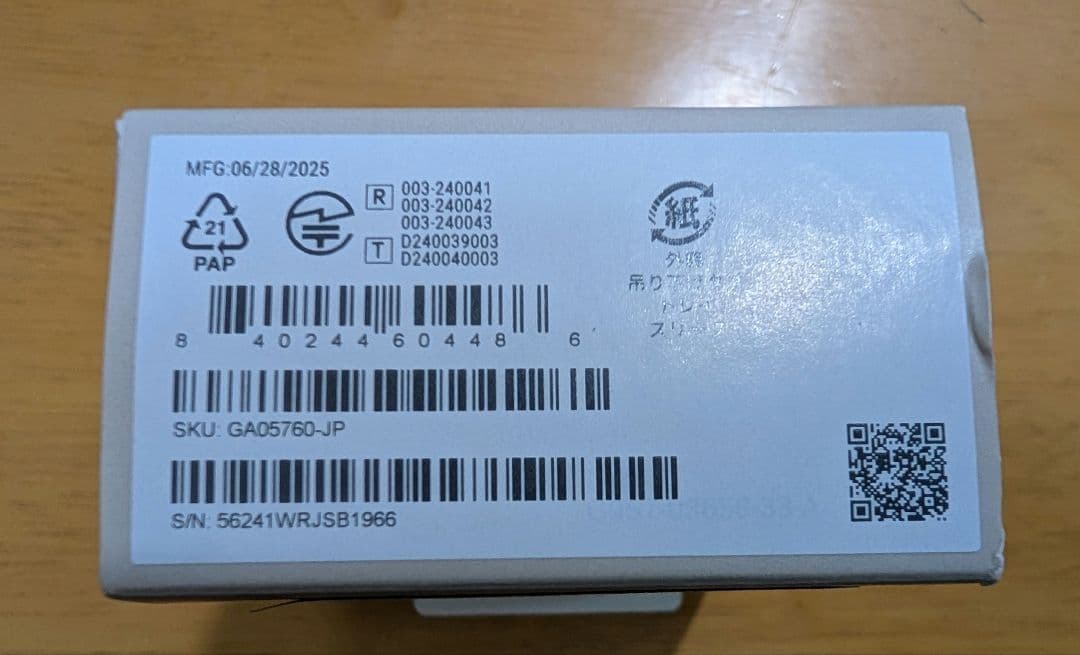 MFG:06/28/2025
21
PAP
R 003-240041
003-240042
003-240043
T D240039003
D240040003
紙
外装
8 40244 60448 6
SKU: GA05760-JP
S/N: 56241WRJSB1966